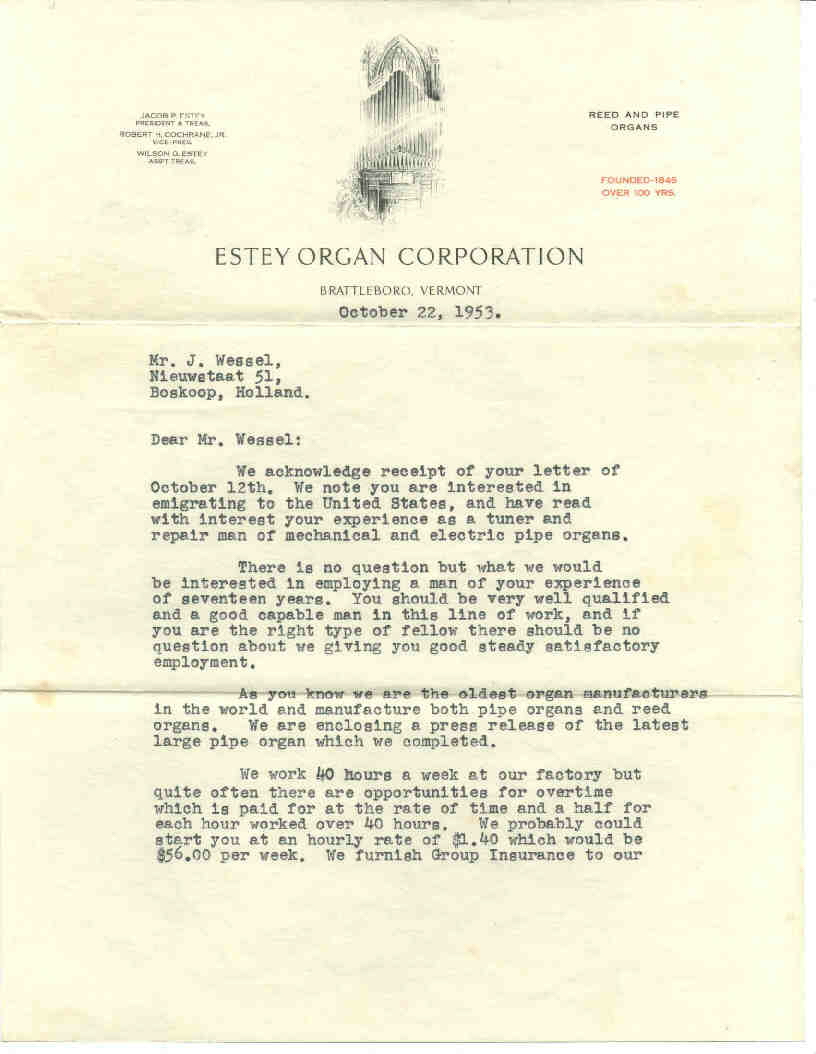 JACOB P. ESTEY
PRESIDENT & TREAS.
ROBERT H. COCHRANE, JR.
VICE-PRES.
WILSON G. ESTEY
ASS'T TREAS.
REED AND PIPE
ORGANS
FOUNDED-1846
OVER 100 YRS.
ESTEY ORGAN CORPORATION
BRATTLEBORO, VERMONT
October 22, 1953.
Mr. J. Wessel,
Nieuwstaat 51,
Boskoop, Holland.
Dear Mr. Wessel:
We acknowledge receipt of your letter of
October 12th. We note you are interested in
emigrating to the United States, and have read
with interest your experience as a tuner and
repair man of mechanical and electric pipe organs.
There is no question but what we would
be interested in employing a man of your experience
of seventeen years. You should be very well qualified
and a good capable man in this line of work, and if
you are the right type of fellow there should be no
question about we giving you good steady satisfactory
employment.
As you know we are the oldest organ manufacturers
in the world and manufacture both pipe organs and reed
organs. We are enclosing a press release of the latest
large pipe organ which we completed.
We work 40 hours a week at our factory but
quite often there are opportunities for overtime
which is paid for at the rate of time and a half for
each hour worked over 40 hours. We probably could
start you at an hourly rate of $1.40 which would be
$56.00 per week. We furnish Group Insurance to our